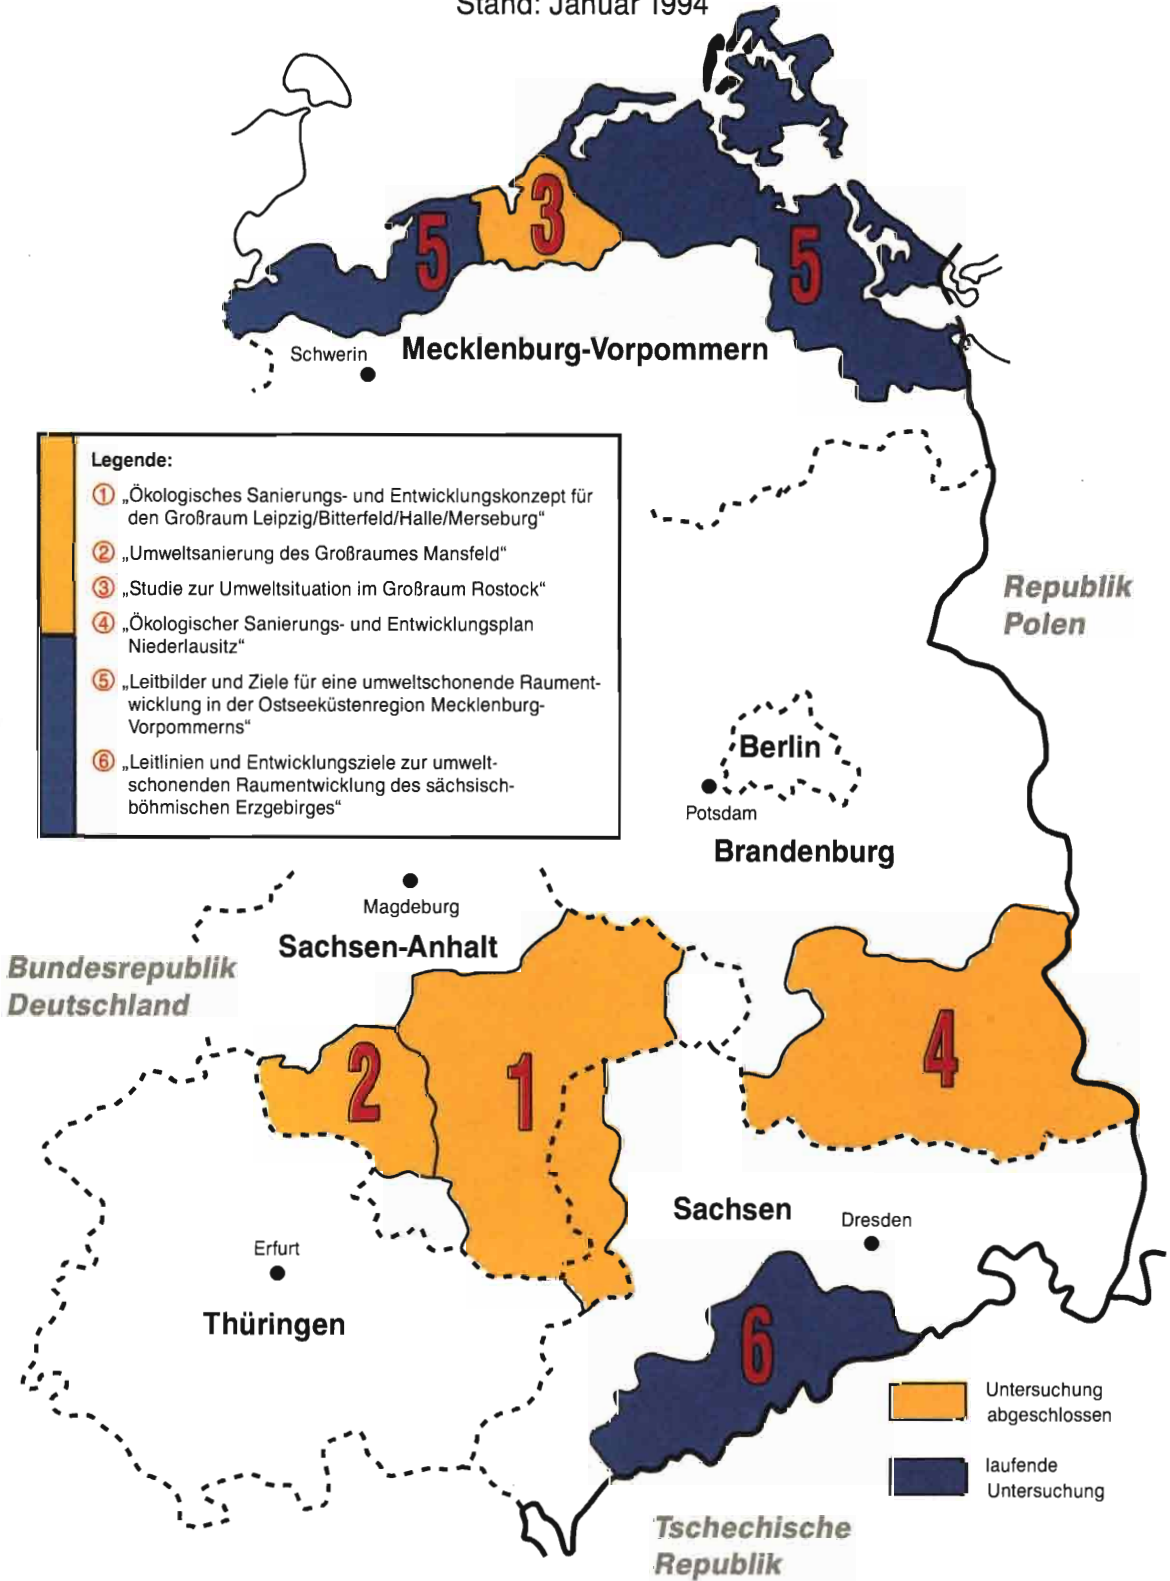 Stand: Januar 1994
3
5
5
Schwerin
Mecklenburg-Vorpommern
Legende:
① „Ökologisches Sanierungs- und Entwicklungskonzept für
den Großraum Leipzig/Bitterfeld/Halle/Merseburg“
② „Umweltsanierung des Großraumes Mansfeld“
③ „Studie zur Umweltsituation im Großraum Rostock“
④ „Ökologischer Sanierungs- und Entwicklungsplan
Niederlausitz“
⑤ „Leitbilder und Ziele für eine umweltschonende Raument-
wicklung in der Ostseeküstenregion Mecklenburg-
Vorpommerns“
⑥ „Leitlinien und Entwicklungsziele zur umwelt-
schonenden Raumentwicklung des sächsisch-
böhmischen Erzgebirges“
Republik
Polen
Berlin
Potsdam
Brandenburg
Magdeburg
Sachsen-Anhalt
Bundesrepublik
Deutschland
2
1
4
Sachsen
Dresden
Erfurt
Thüringen
6
Untersuchung
abgeschlossen
laufende
Untersuchung
Tschechische
Republik